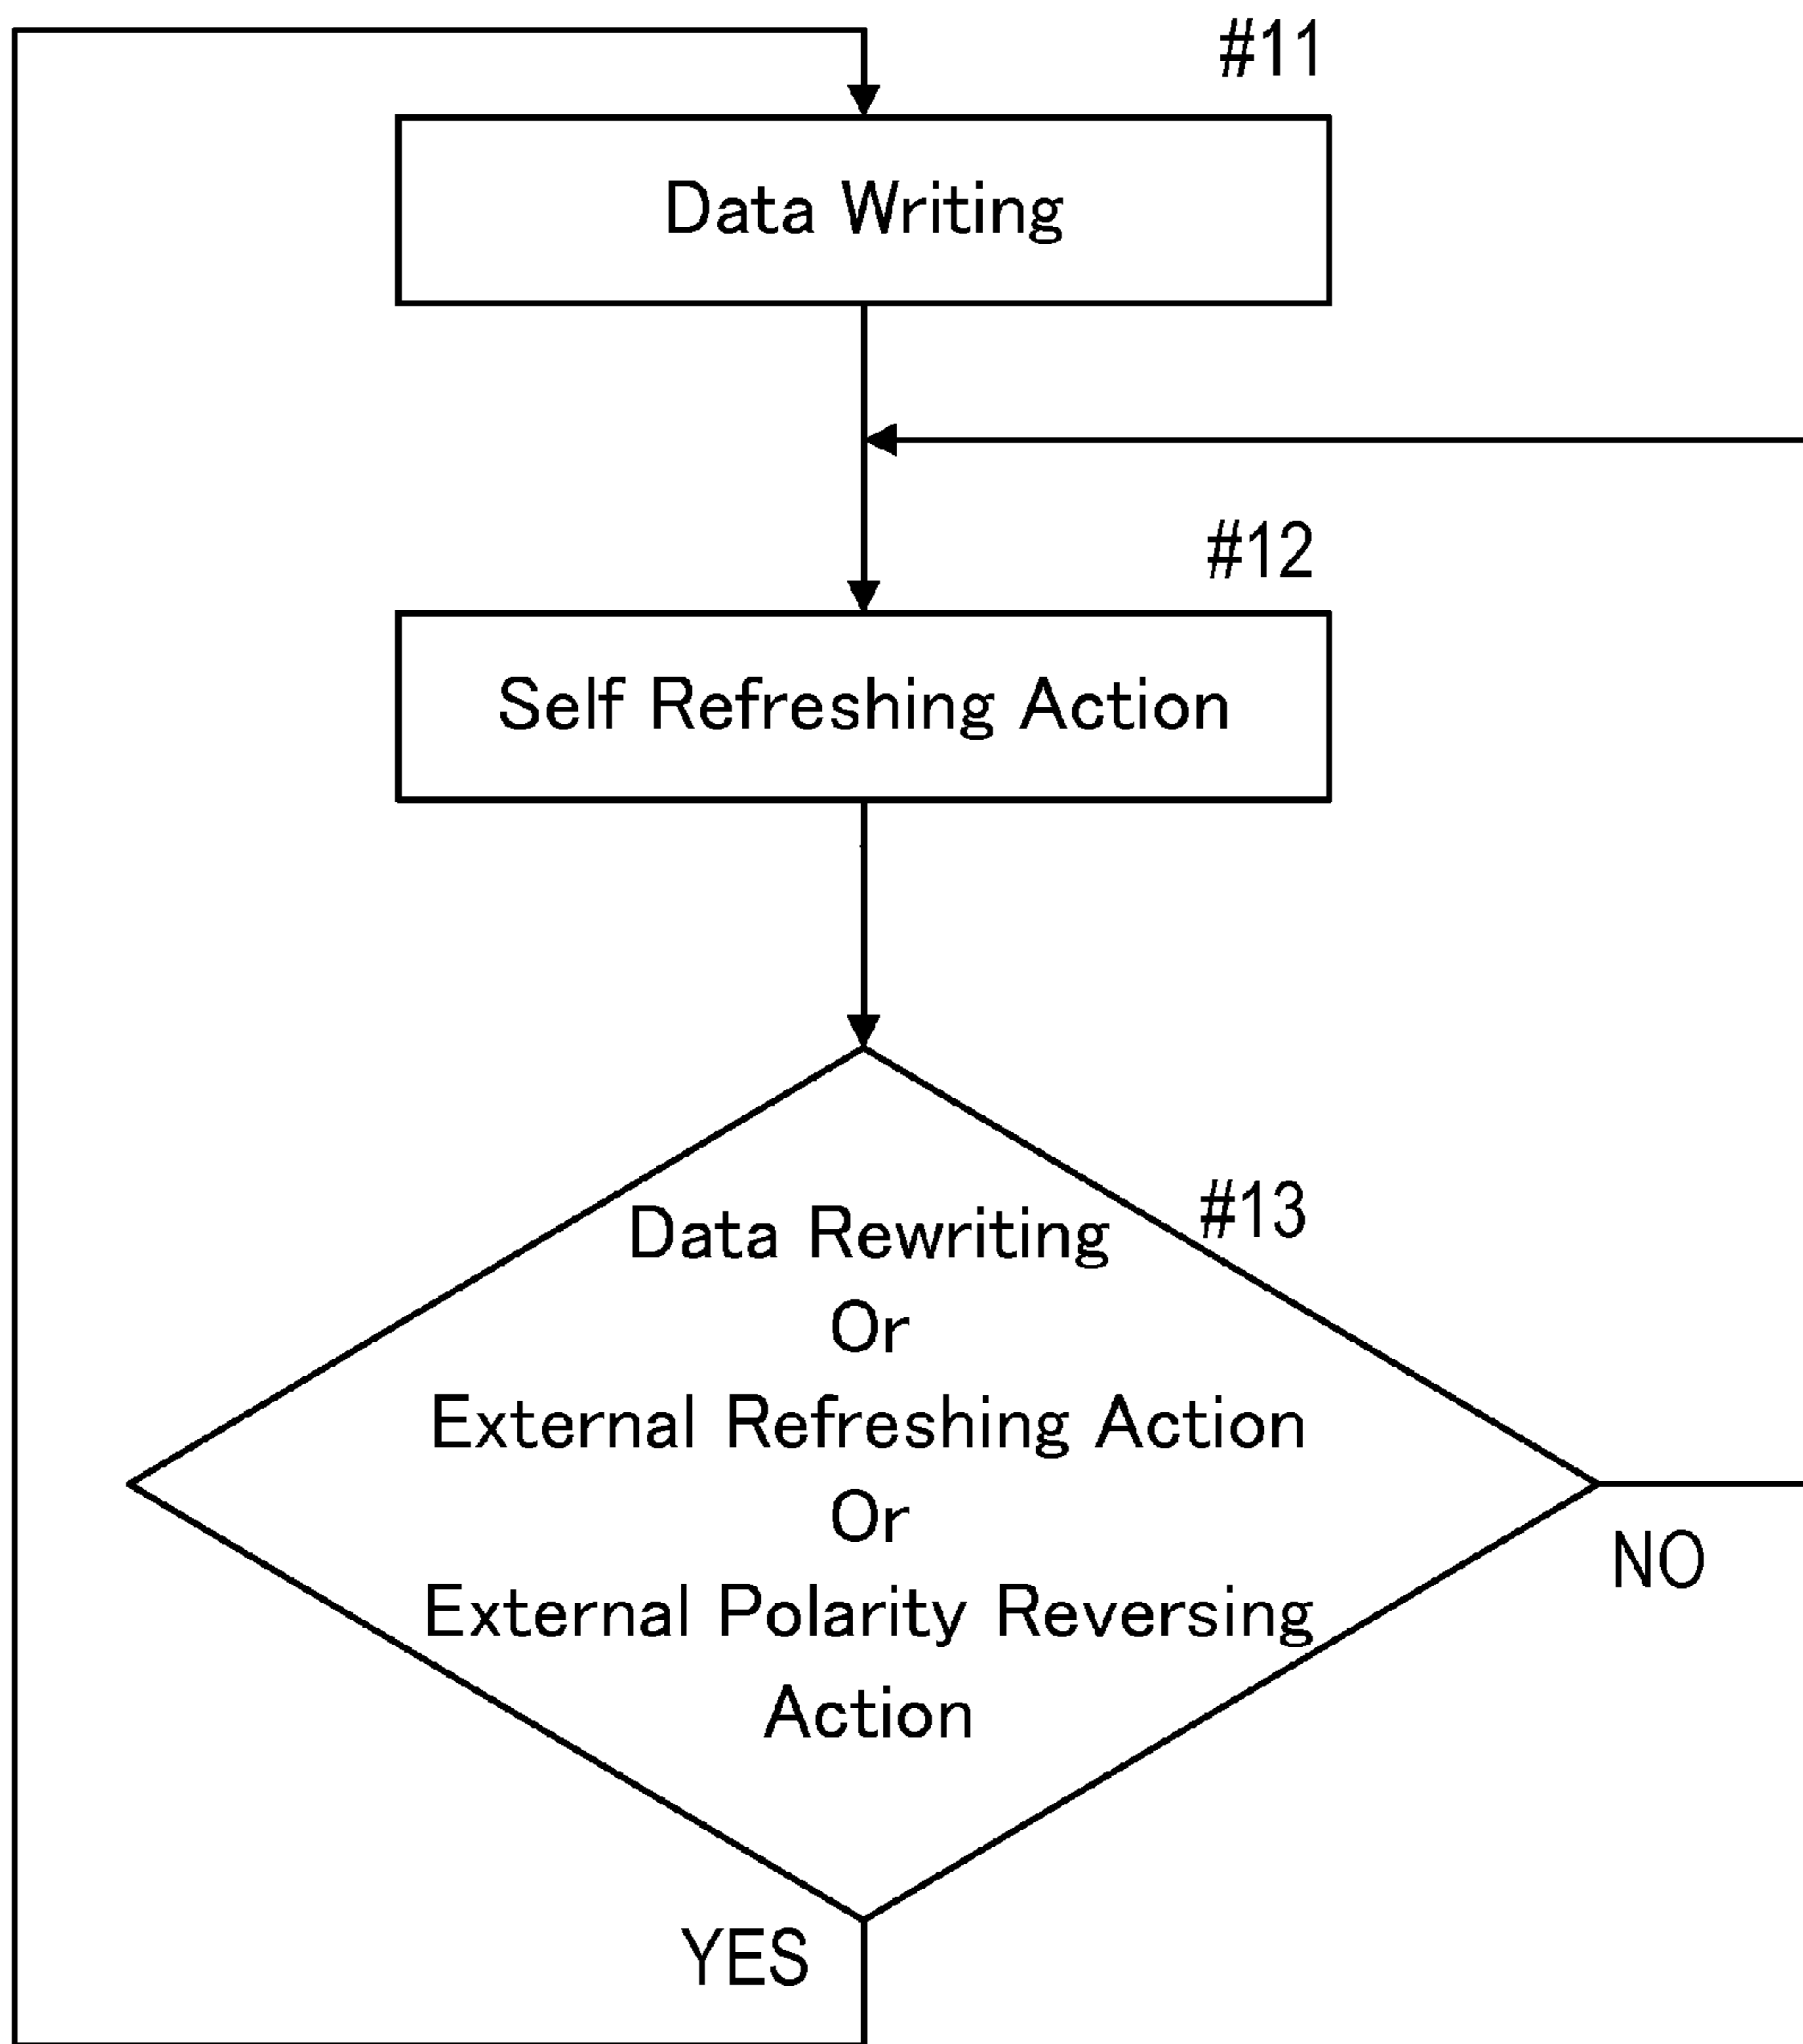 #11
Data Writing
#12
Self Refreshing Action
#13
Data Rewriting
Or
External Refreshing Action
Or
External Polarity Reversing
Action
NO
YES